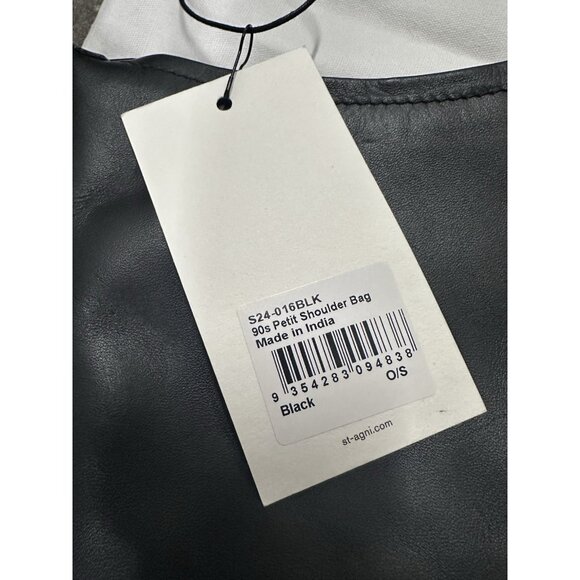 S24-016BLK
90s Petit Shoulder Bag
Made in India
9 354283 094838
Black O/S
st-agni.com